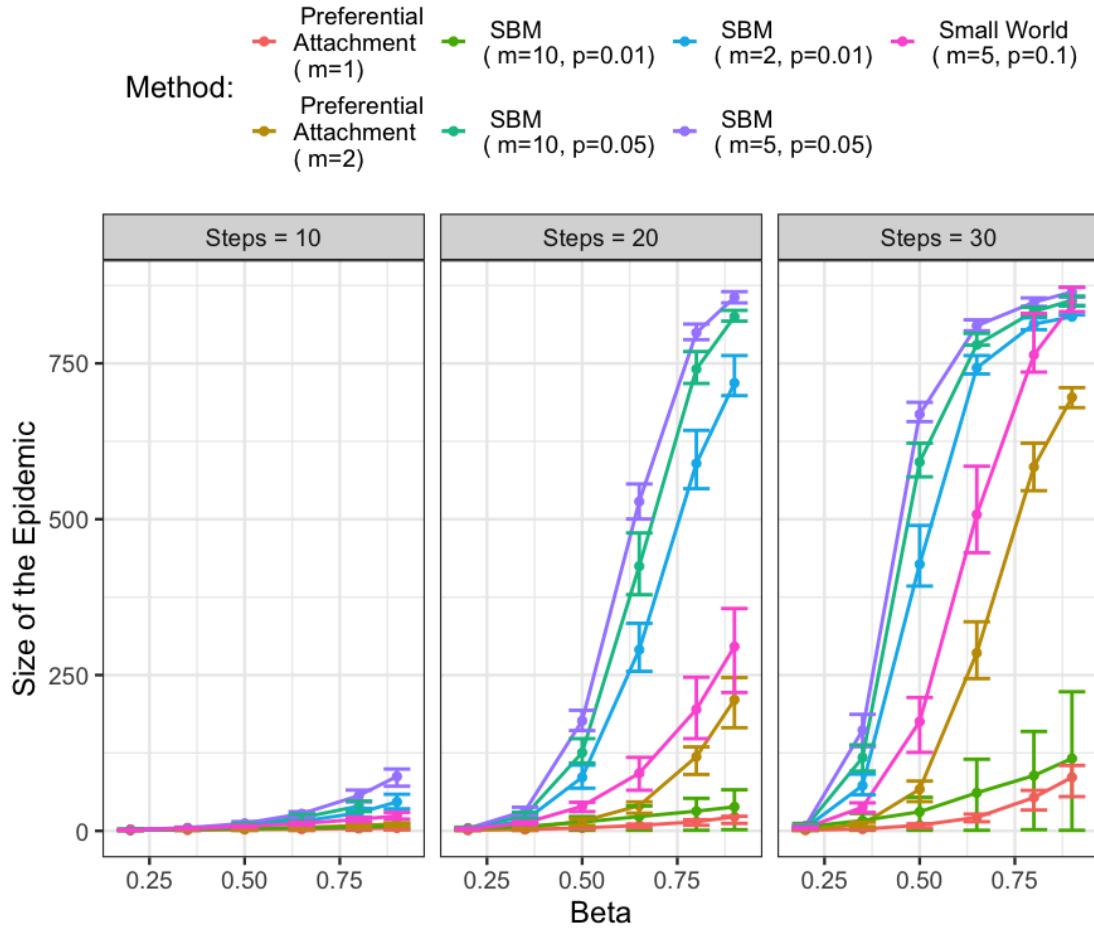 Method:
Preferential
Attachment
( m=1)
SBM
( m=10, p=0.01)
SBM
( m=2, p=0.01)
Small World
( m=5, p=0.1)
Preferential
Attachment
( m=2)
SBM
( m=10, p=0.05)
SBM
( m=5, p=0.05)
Steps = 10
Steps = 20
Steps = 30
Size of the Epidemic
750
500
250
0
0.25 0.50 0.75
0.25 0.50 0.75
0.25 0.50 0.75
Beta